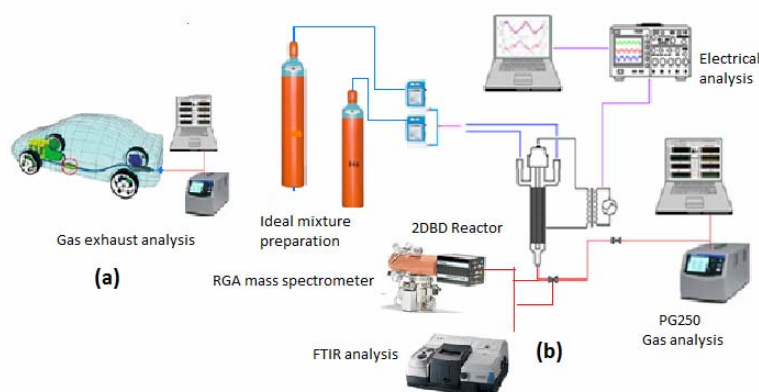 Electrical
analysis
Gas exhaust analysis
(a)
Ideal mixture
preparation
2DBD Reactor
RGA mass spectrometer
FTIR analysis
(b)
PG250
Gas analysis